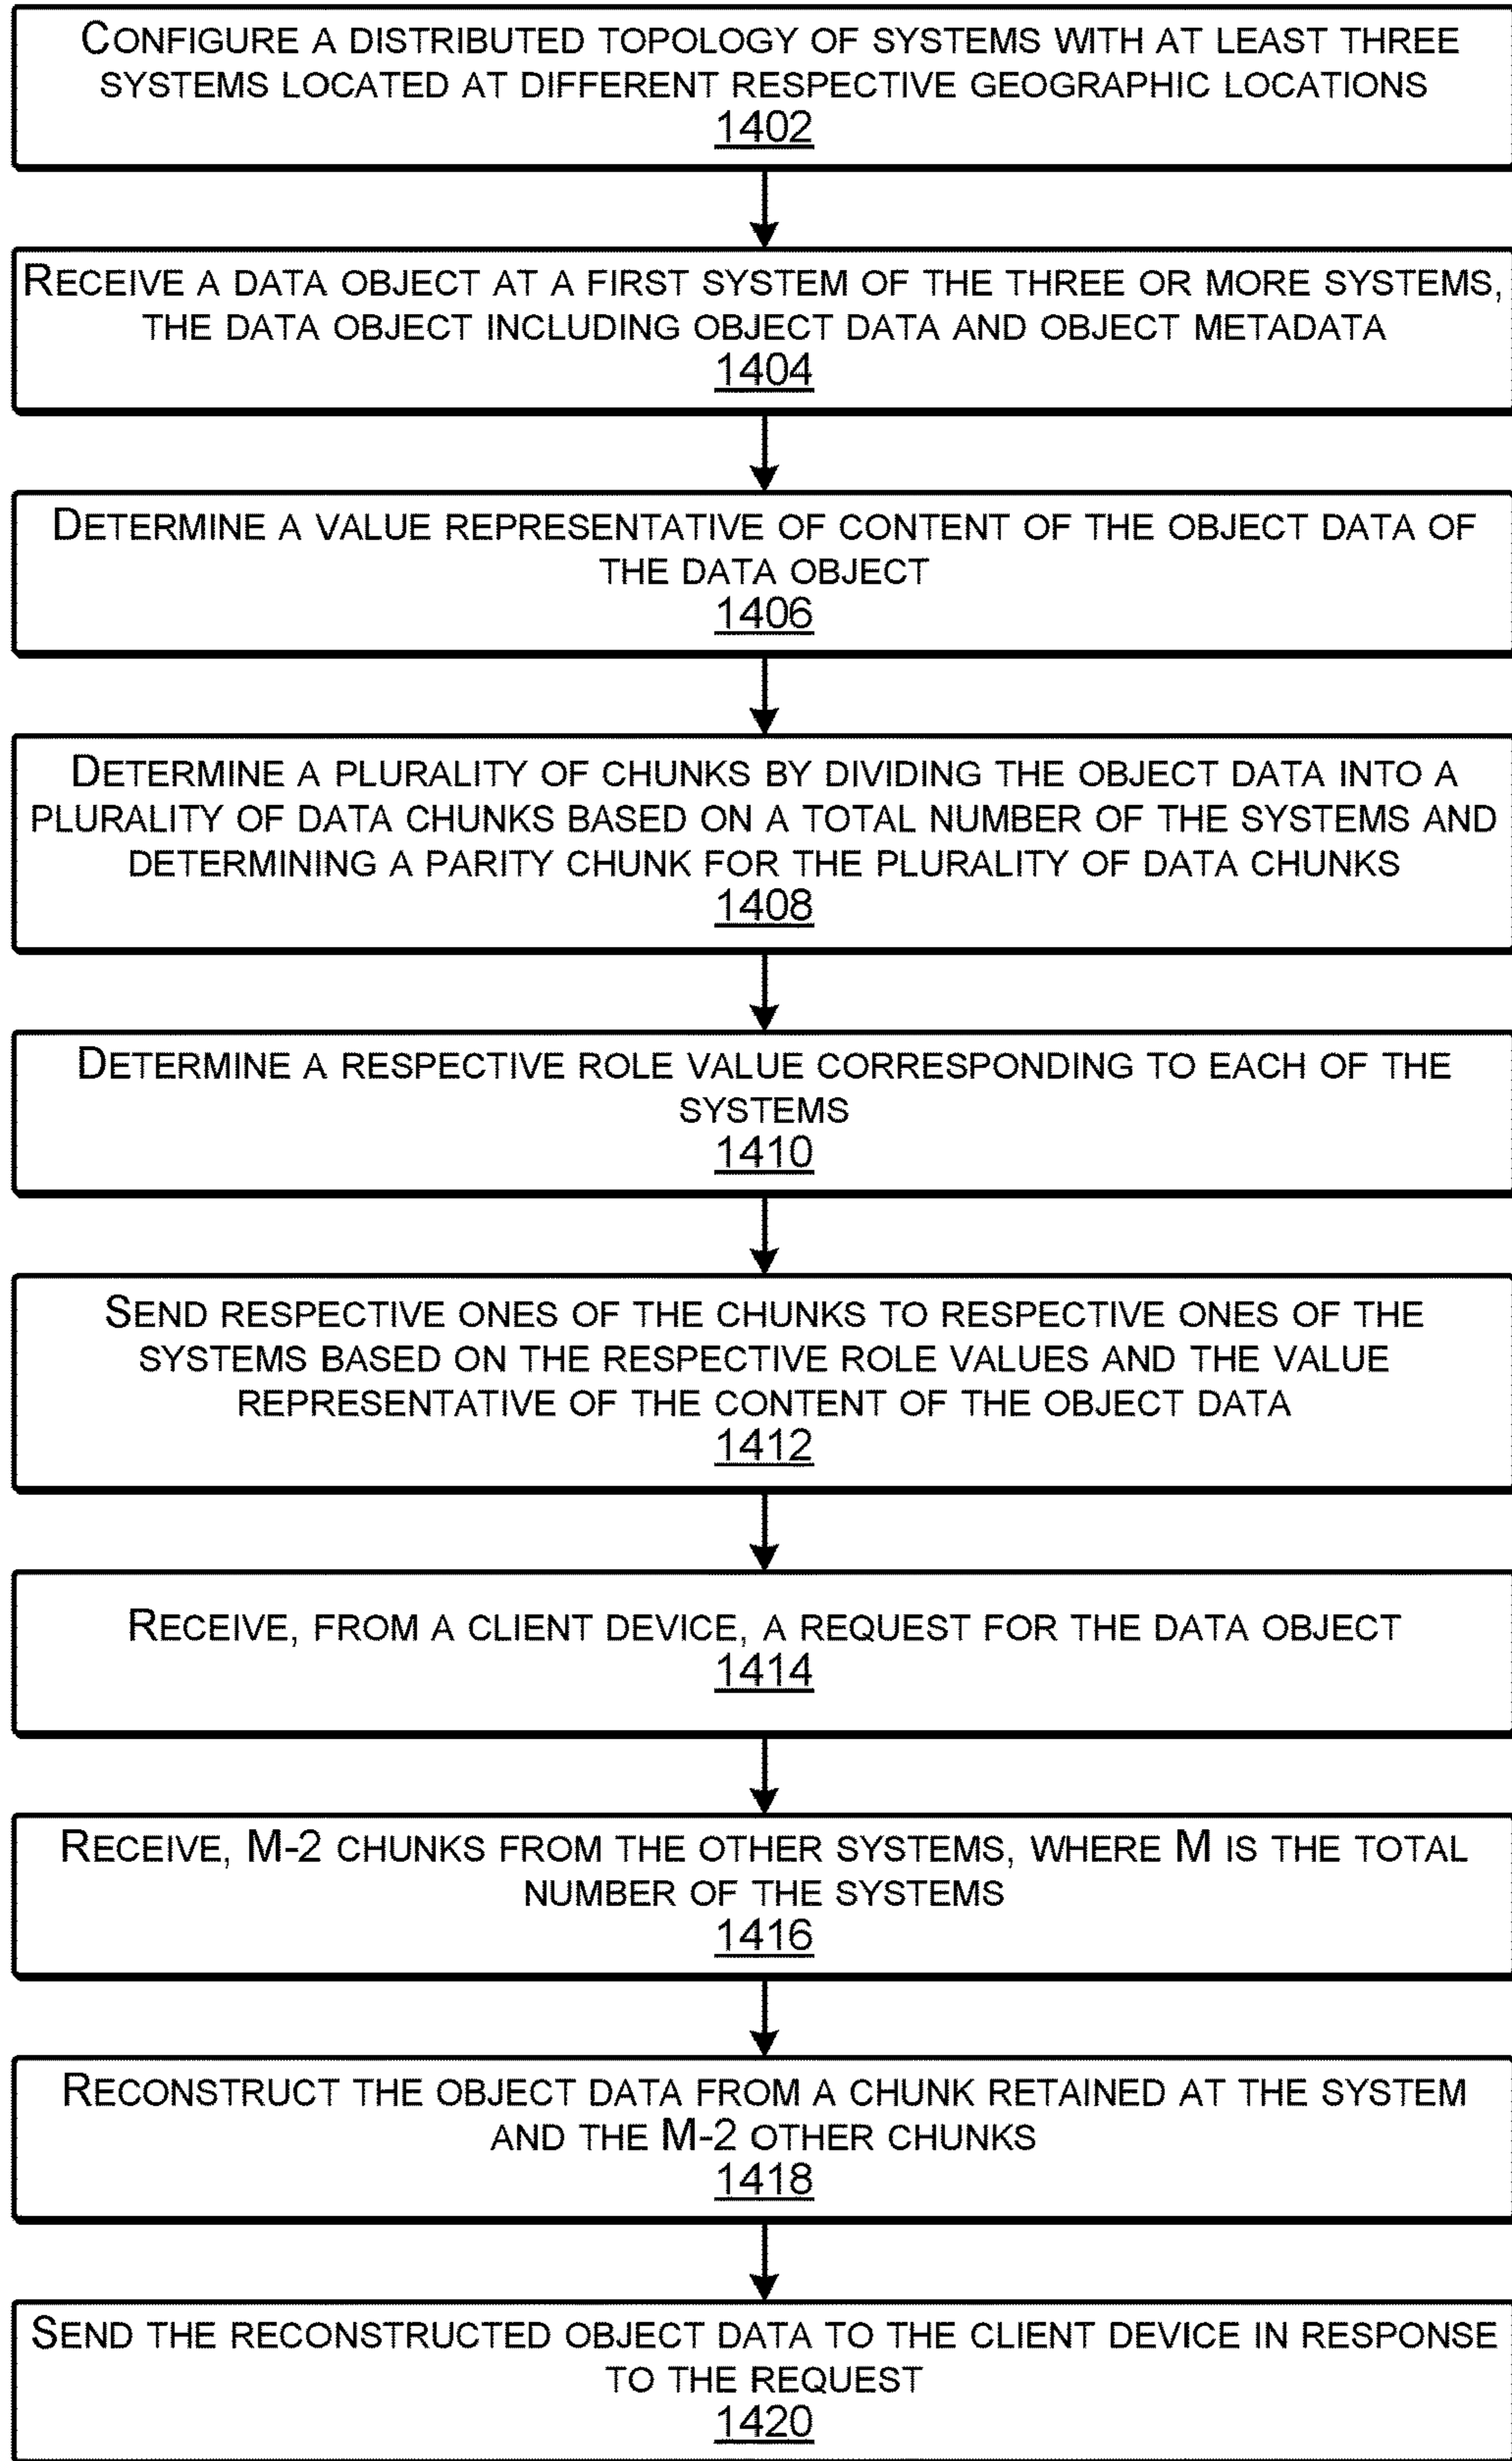 CONFIGURE A DISTRIBUTED TOPOLOGY OF SYSTEMS WITH AT LEAST THREE
SYSTEMS LOCATED AT DIFFERENT RESPECTIVE GEOGRAPHIC LOCATIONS
1402
RECEIVE A DATA OBJECT AT A FIRST SYSTEM OF THE THREE OR MORE SYSTEMS,
THE DATA OBJECT INCLUDING OBJECT DATA AND OBJECT METADATA
1404
DETERMINE A VALUE REPRESENTATIVE OF CONTENT OF THE OBJECT DATA OF
THE DATA OBJECT
1406
DETERMINE A PLURALITY OF CHUNKS BY DIVIDING THE OBJECT DATA INTO A
PLURALITY OF DATA CHUNKS BASED ON A TOTAL NUMBER OF THE SYSTEMS AND
DETERMINING A PARITY CHUNK FOR THE PLURALITY OF DATA CHUNKS
1408
DETERMINE A RESPECTIVE ROLE VALUE CORRESPONDING TO EACH OF THE
SYSTEMS
1410
SEND RESPECTIVE ONES OF THE CHUNKS TO RESPECTIVE ONES OF THE
SYSTEMS BASED ON THE RESPECTIVE ROLE VALUES AND THE VALUE
REPRESENTATIVE OF THE CONTENT OF THE OBJECT DATA
1412
RECEIVE, FROM A CLIENT DEVICE, A REQUEST FOR THE DATA OBJECT
1414
RECEIVE, M-2 CHUNKS FROM THE OTHER SYSTEMS, WHERE M IS THE TOTAL
NUMBER OF THE SYSTEMS
1416
RECONSTRUCT THE OBJECT DATA FROM A CHUNK RETAINED AT THE SYSTEM
AND THE M-2 OTHER CHUNKS
1418
SEND THE RECONSTRUCTED OBJECT DATA TO THE CLIENT DEVICE IN RESPONSE
TO THE REQUEST
1420